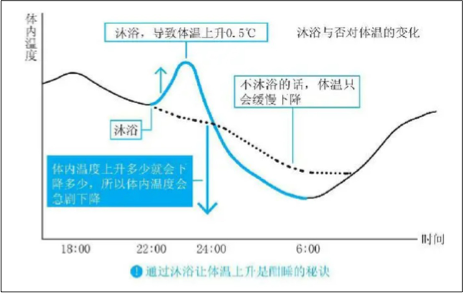 体内温度
沐浴，导致体温上升0.5℃
沐浴与否对体温的变化
不沐浴的话，体温只
会缓慢下降
沐浴
体内温度上升多少就会下
降多少，所以体内温度会
急剧下降
时间
18:00
22:00
24:00
6:00
!通过沐浴让体温上升是酣睡的秘诀